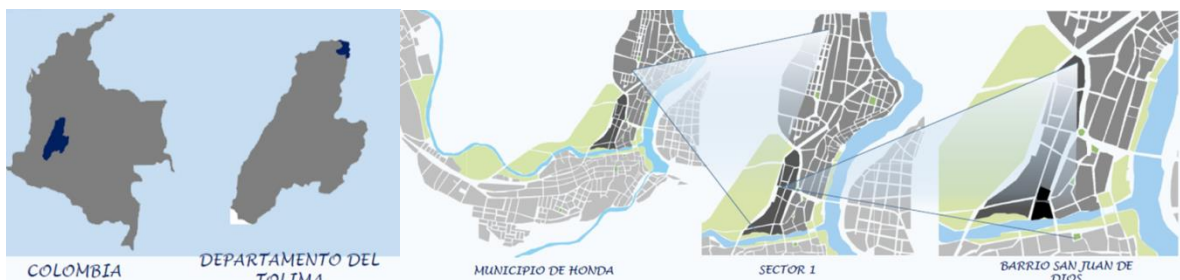 COLOMBIA
DEPARTAMENTO DEL
TOLIMA
MUNICIPIO DE HONDA
SECTOR 1
BARRIO SAN JUAN DE
DIOS